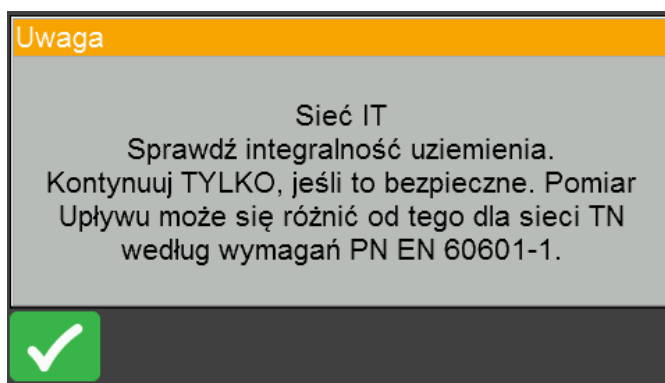 Uwaga
Sieć IT
Sprawdź integralność uziemienia.
Kontynuuj TYLKO, jeśli to bezpieczne. Pomiar
Upływu może się różnić od tego dla sieci TN
według wymagań PN EN 60601-1.